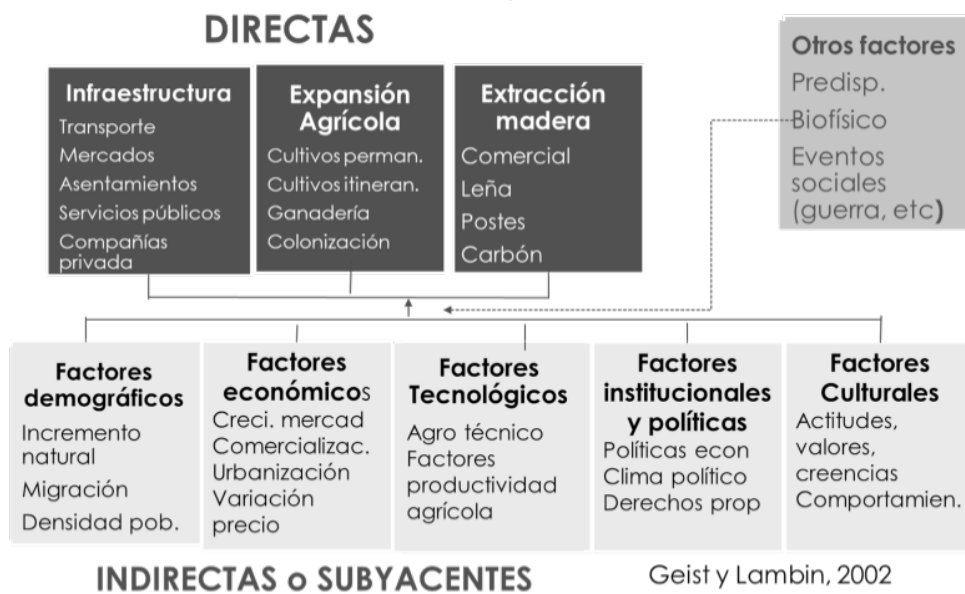 DIRECTAS
Infraestructura
Transporte
Mercados
Asentamientos
Servicios públicos
Compañías
privada
Expansión
Agrícola
Cultivos perman.
Cultivos itineran.
Ganadería
Colonización
Extracción
madera
Comercial
Leña
Postes
Carbón
Otros factores
Predisp.
Biofísico
Eventos
sociales
(guerra, etc)
Factores
demográficos
Incremento
natural
Migración
Densidad pob.
Factores
económicos
Creci. mercad
Comercializac.
Urbanización
Variación
precio
Factores
Tecnológicos
Agro técnico
Factores
productividad
agrícola
Factores
institucionales
y políticas
Políticas econ
Clima político
Derechos prop
Factores
Culturales
Actitudes,
valores,
creencias
Comportamien.
INDIRECTAS o SUBYACENTES
Geist y Lambin, 2002